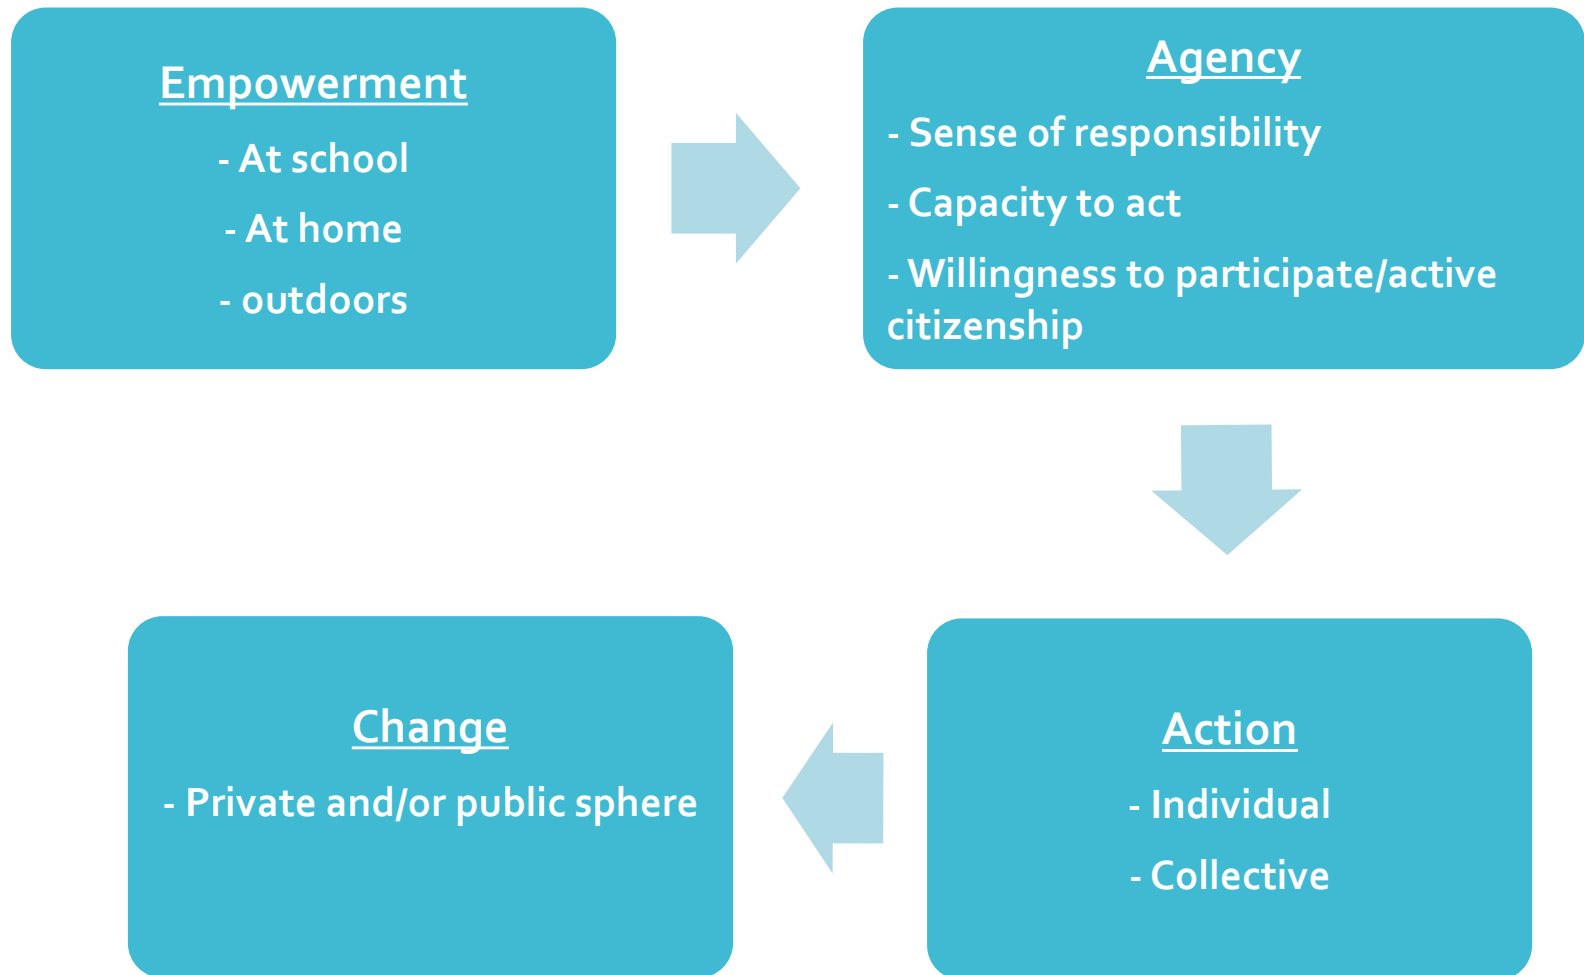 Empowerment
- At school
- At home
- outdoors
Agency
- Sense of responsibility
- Capacity to act
- Willingness to participate/active
citizenship
Action
- Individual
- Collective
Change
- Private and/or public sphere